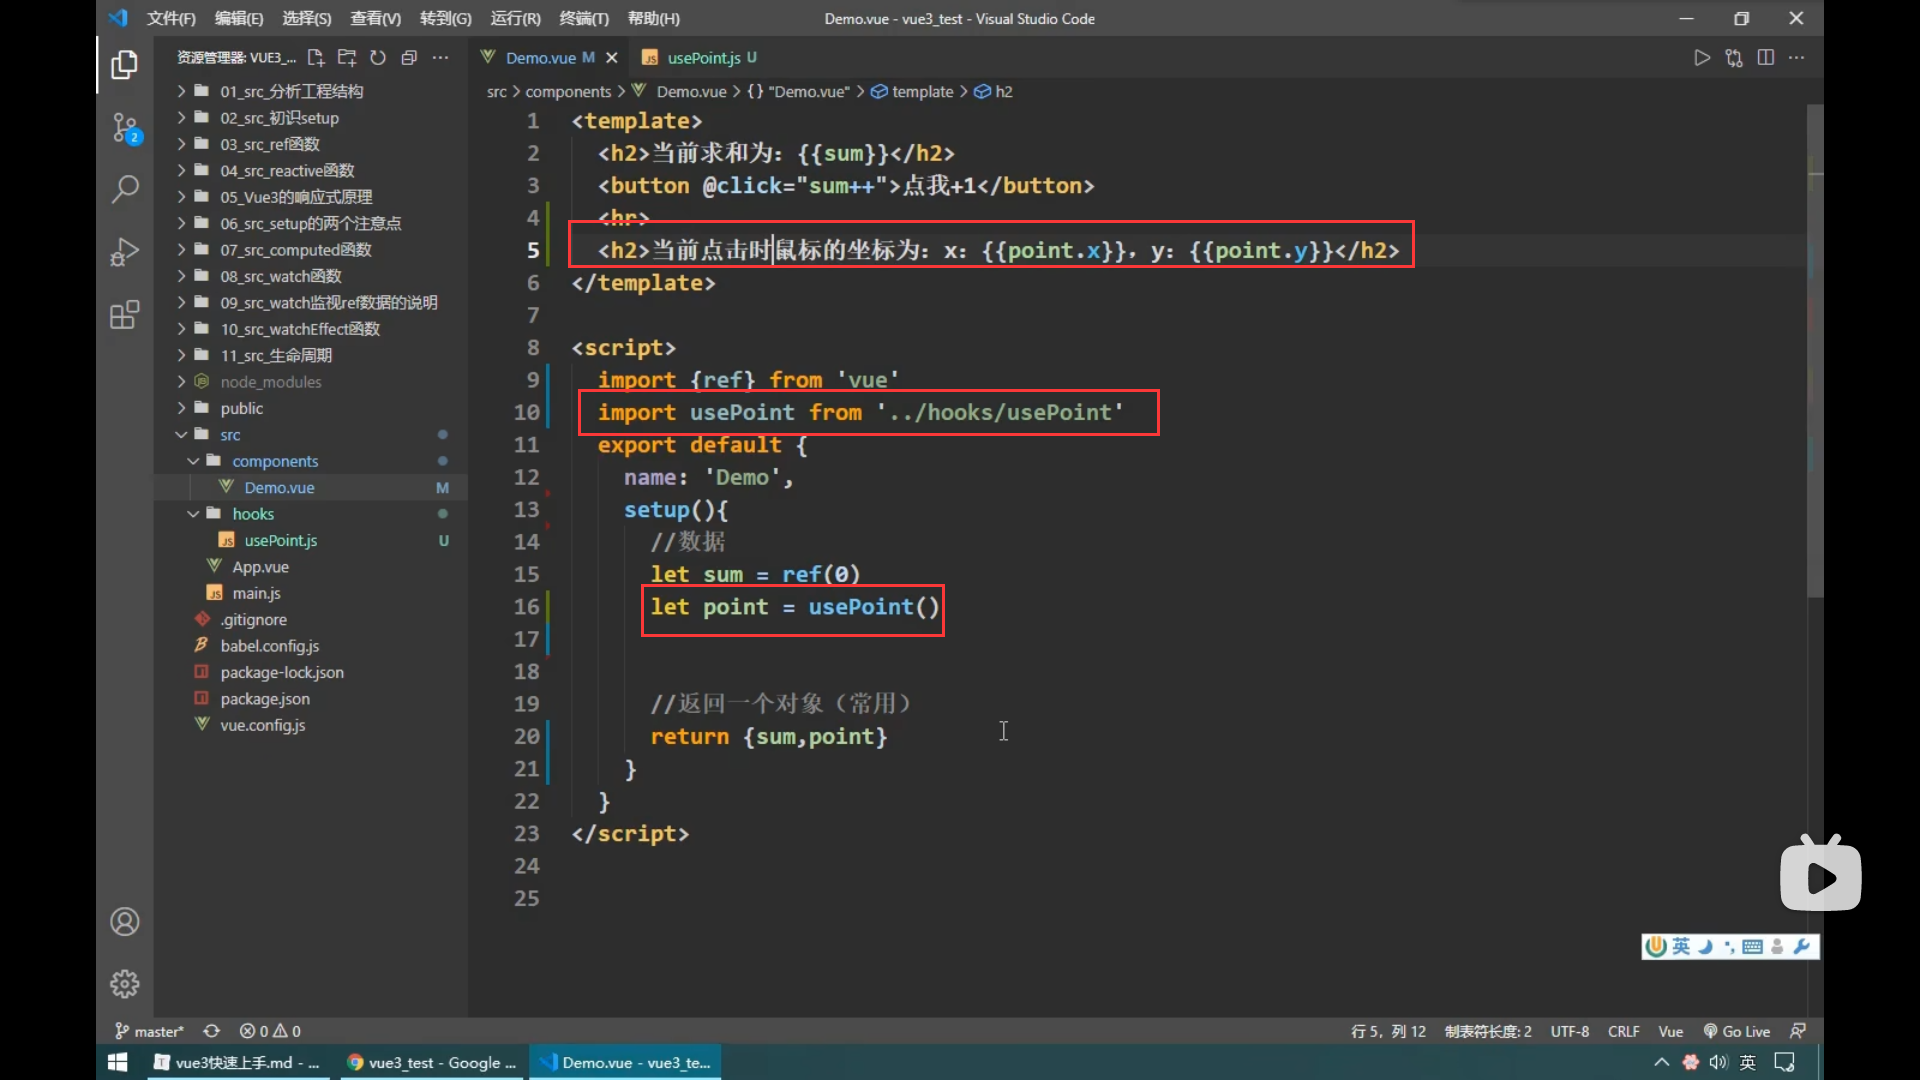 文件(F) 编辑(E) 选择(S) 查看(V) 转到(G) 运行(R) 终端(T) 帮助(H) Demo.vue - vue3_test - Visual Studio Code
资源管理器: VUE3_...
01_src_分析工程结构
02_src_初识setup
03_src_ref函数
04_src_reactive函数
05_Vue3的响应式原理
06_src_setup的两个注意点
07_src_computed函数
08_src_watch函数
09_src_watch监视ref数据的说明
10_src_watchEffect函数
11_src_生命周期
node_modules
public
src
components
Demo.vue M
hooks
usePoint.js U
App.vue
main.js
.gitignore
babel.config.js
package-lock.json
package.json
vue.config.js
2
Demo.vue M usePoint.js U
src > components > Demo.vue > {} "Demo.vue" > template > h2
1 <template>
2 <h2>当前求和为：{{sum}}</h2>
3 <button @click="sum++">点我+1</button>
4 <hr>
5 <h2>当前点击时鼠标的坐标为：x：{{point.x}}，y：{{point.y}}</h2>
6 </template>
7
8 <script>
9 import {ref} from 'vue'
10 import usePoint from '../hooks/usePoint'
11 export default {
12 name: 'Demo',
13 setup(){
14 //数据
15 let sum = ref(0)
16 let point = usePoint()
17
18
19 //返回一个对象（常用）
20 return {sum,point}
21 }
22 }
23 </script>
24
25
英
master* 0 0 行 5，列 12 制表符长度: 2 UTF-8 CRLF Vue Go Live
vue3快速上手.md - ... vue3_test - Google ... Demo.vue - vue3_te... 英